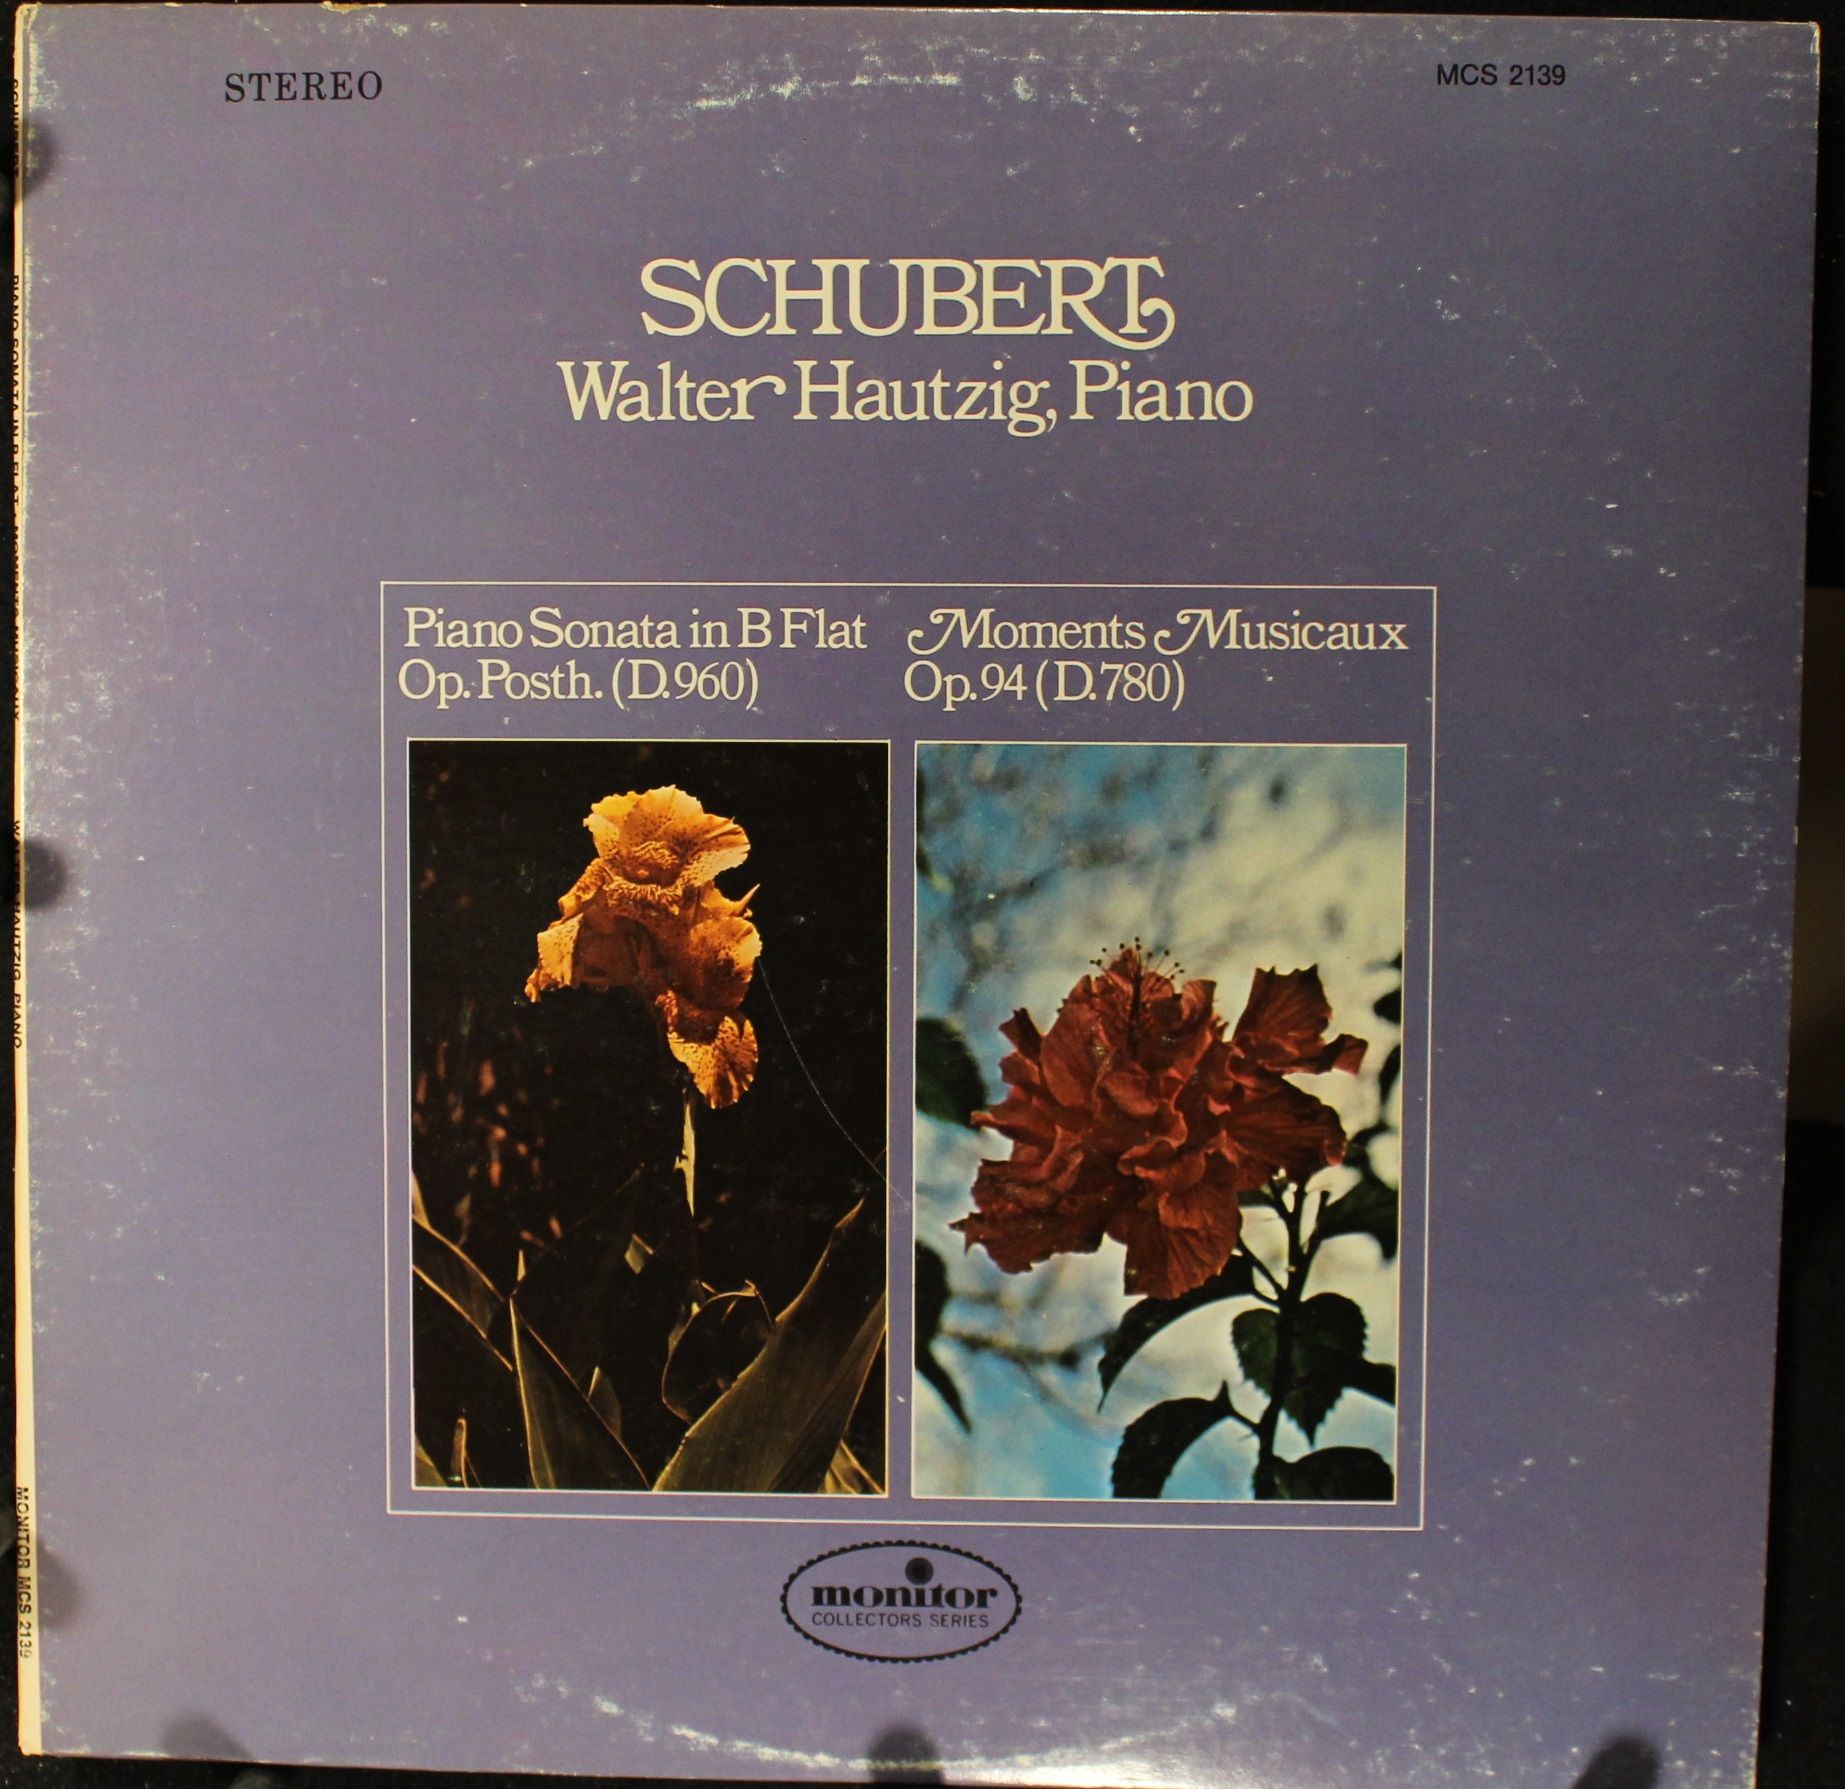 STEREO
MCS 2139
SCHUBERT
Walter Hautzig, Piano
Piano Sonata in B Flat
Op. Posth. (D.960)
Moments Musicaux
Op.94 (D.780)
monitor
COLLECTORS SERIES
MONITOR MCS 2139